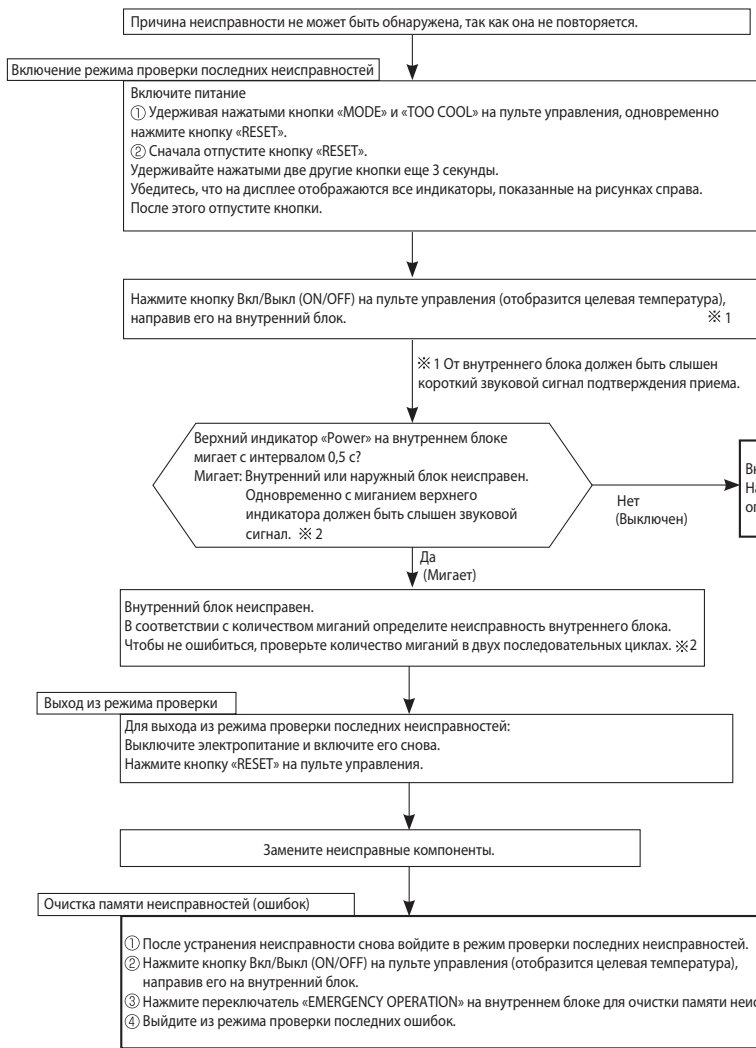 Причина неисправности не может быть обнаружена, так как она не повторяется.
Включение режима проверки последних неисправностей
Включите питание
① Удерживая нажатыми кнопки «MODE» и «TOO COOL» на пульте управления, одновременно
нажмите кнопку «RESET».
② Сначала отпустите кнопку «RESET».
Удерживайте нажатыми две другие кнопки еще 3 секунды.
Убедитесь, что на дисплее отображаются все индикаторы, показанные на рисунках справа.
После этого отпустите кнопки.
Нажмите кнопку Вкл/Выкл (ON/OFF) на пульте управления (отобразится целевая температура),
направив его на внутренний блок. ※ 1
※ 1 От внутреннего блока должен быть слышен
короткий звуковой сигнал подтверждения приема.
Верхний индикатор «Power» на внутреннем блоке
мигает с интервалом 0,5 с?
Мигает: Внутренний или наружный блок неисправен.
Одновременно с миганием верхнего
индикатора должен быть слышен звуковой
сигнал. ※ 2
Нет
(Выключен)
Да
(Мигает)
Внутренний блок неисправен.
В соответствии с количеством миганий определите неисправность внутреннего блока.
Чтобы не ошибиться, проверьте количество миганий в двух последовательных циклах. ※2
Выход из режима проверки
Для выхода из режима проверки последних неисправностей:
Выключите электропитание и включите его снова.
Нажмите кнопку «RESET» на пульте управления.
Замените неисправные компоненты.
Очистка памяти неисправностей (ошибок)
① После устранения неисправности снова войдите в режим проверки последних неисправностей.
② Нажмите кнопку Вкл/Выкл (ON/OFF) на пульте управления (отобразится целевая температура),
направив его на внутренний блок.
③ Нажмите переключатель «EMERGENCY OPERATION» на внутреннем блоке для очистки памяти
④ Выйдите из режима проверки последних ошибок.